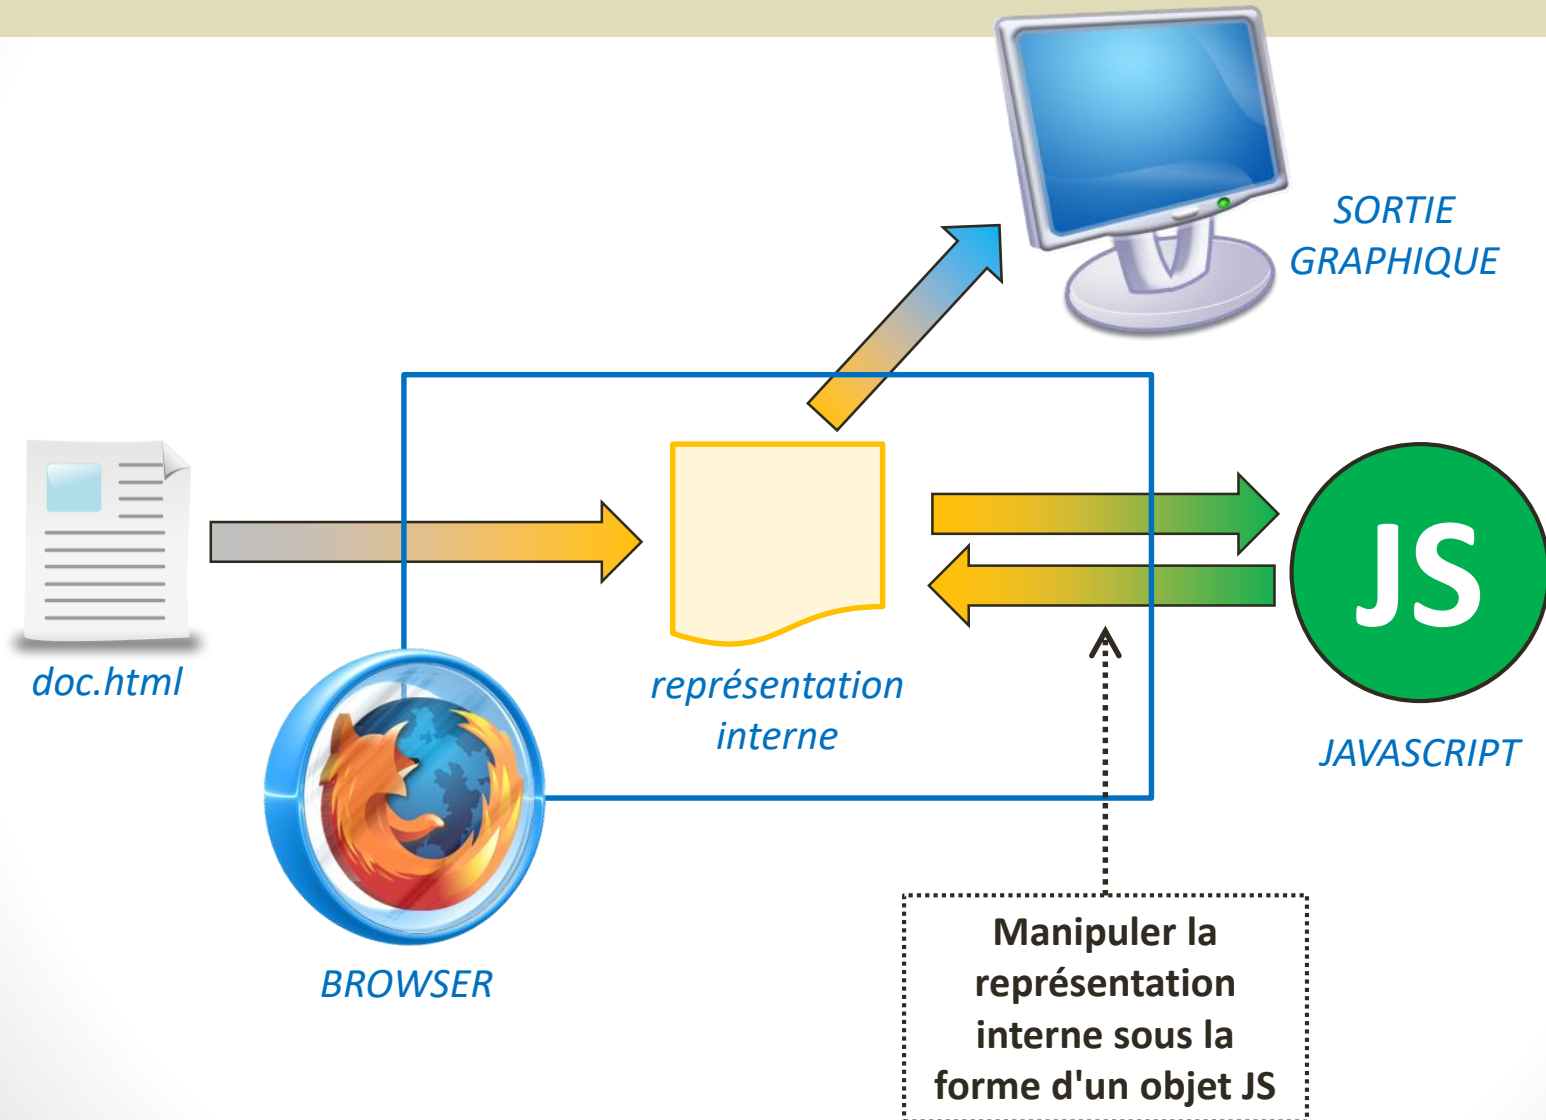 SORTIE
GRAPHIQUE
doc.html
représentation
interne
JS
JAVASCRIPT
BROWSER
Manipuler la
représentation
interne sous la
forme d'un objet JS